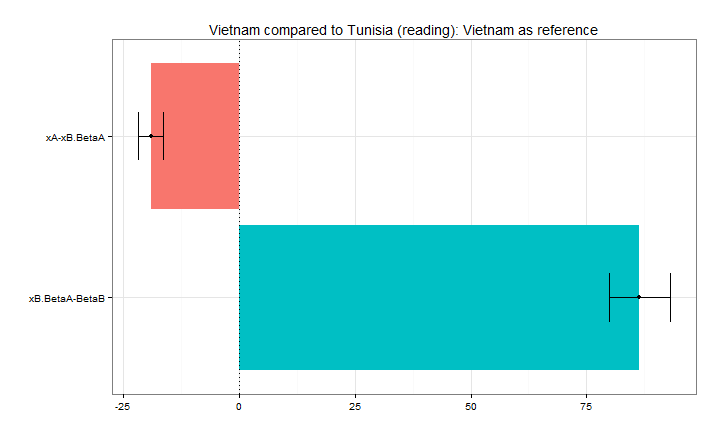 Vietnam compared to Tunisia (reading): Vietnam as reference
xA-xB.BetaA
xB.BetaA-BetaB
-25 0 25 50 75